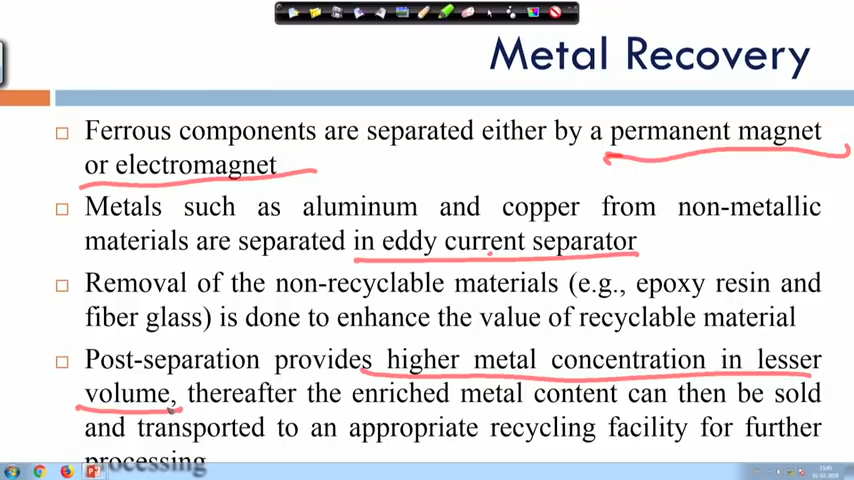 Metal Recovery
Ferrous components are separated either by a permanent magnet
or electromagnet
Metals such as aluminum and copper from non-metallic
materials are separated in eddy current separator
Removal of the non-recyclable materials (e.g., epoxy resin and
fiber glass) is done to enhance the value of recyclable material
Post-separation provides higher metal concentration in lesser
volume, thereafter the enriched metal content can then be sold
and transported to an appropriate recycling facility for further
processing